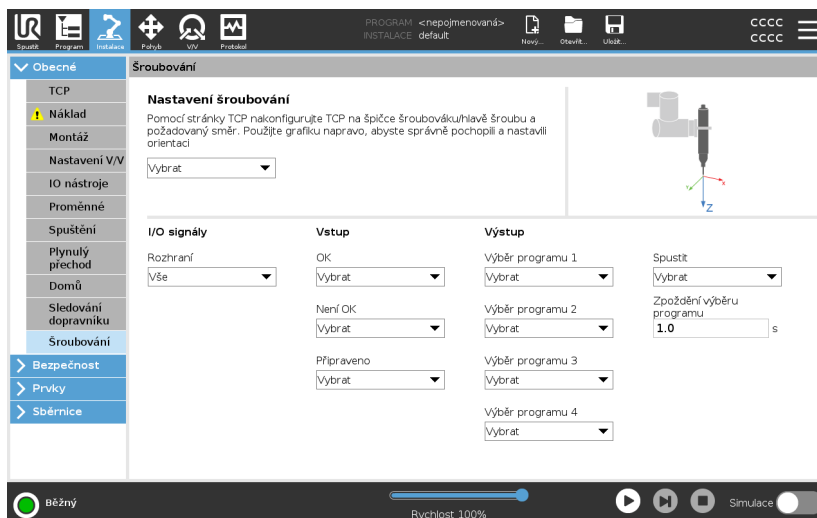 PROGRAM <nepojmenovaná>
INSTALACE default
CCCC
CCCC
Spustit
Program
Instalace
Pohyb
V/V
Protokol
Nový...
Otevřít...
Uložit...
Obecné
Šroubování
TCP
Náklad
Montáž
Nastavení V/V
IO nástroje
Proměnné
Spuštění
Plynulý
přechod
Domů
Sledování
dopravníku
Šroubování
Bezpečnost
Prvky
Sběrnice
Nastavení šroubování
Pomocí stránky TCP nakonfigurujte TCP na špičce šroubováku/hlavě šroubu a
požadovaný směr. Použijte grafiku napravo, abyste správně pochopili a nastavili
orientaci
Vybrat
Y
X
Z
I/O signály
Vstup
Výstup
Rozhraní
OK
Výběr programu 1
Spustit
Vše
Vybrat
Vybrat
Vybrat
Není OK
Výběr programu 2
Zpoždění výběru
programu
Vybrat
Vybrat
1.0
s
Připraveno
Výběr programu 3
Vybrat
Vybrat
Výběr programu 4
Vybrat
Běžný
Rychlost 100%
Simulace